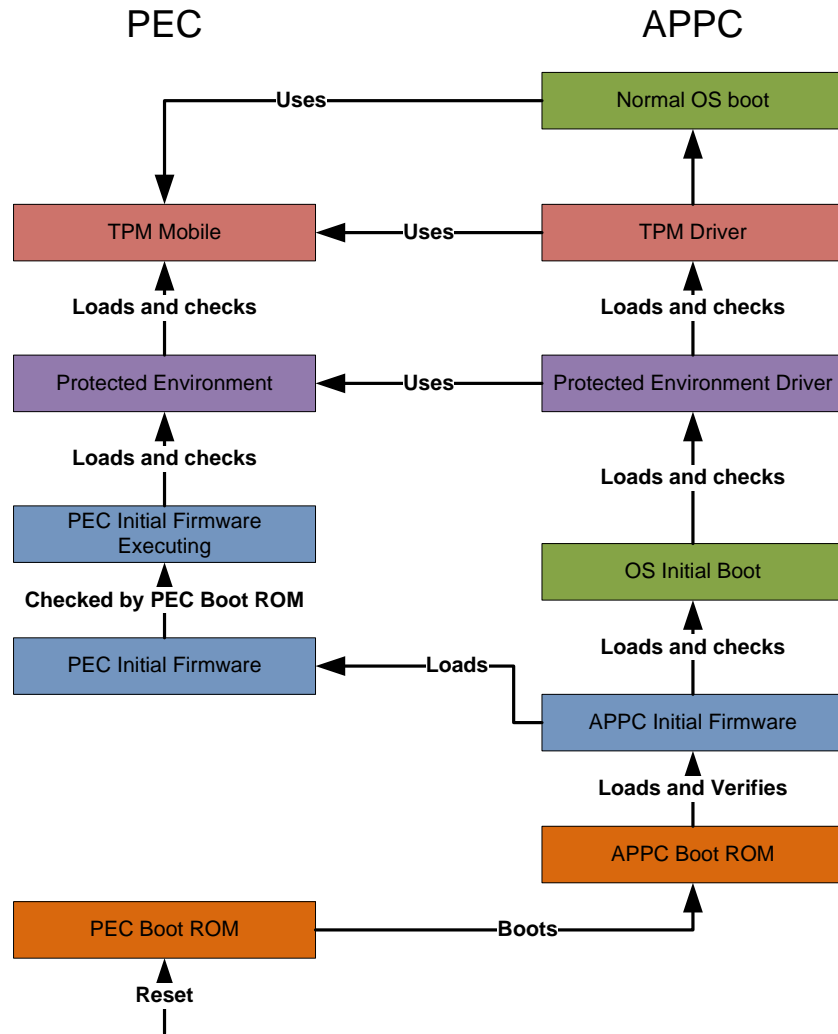 PEC
APPC
Normal OS boot
Uses
TPM Mobile
Uses
TPM Driver
Loads and checks
Loads and checks
Protected Environment
Uses
Protected Environment Driver
Loads and checks
Loads and checks
PEC Initial Firmware
Executing
OS Initial Boot
Checked by PEC Boot ROM
Loads and checks
PEC Initial Firmware
Loads
APPC Initial Firmware
Loads and Verifies
APPC Boot ROM
PEC Boot ROM
Boots
Reset